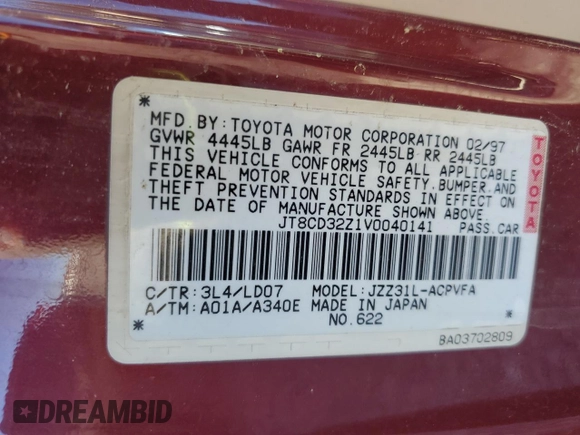 MFD.BY:TOYOTA MOTOR CORPORATION 02/97
GVWR 4445LB GAWR FR 2445LB RR 2445LB
THIS VEHICLE CONFORMS TO ALL APPLICABLE
FEDERAL MOTOR VEHICLE SAFETY,BUMPER,AND
THEFT PREVENTION STANDARDS IN EFFECT ON
THE DATE OF MANUFACTURE SHOWN ABOVE.
JT8CD32Z1V0040141 PASS.CAR
TOYOTA
C/TR:3L4/LD07 MODEL:JZZ31L-ACPVFA
A/TM:A01A/A340E MADE IN JAPAN
NO.622
BA03702809
DREAMBID